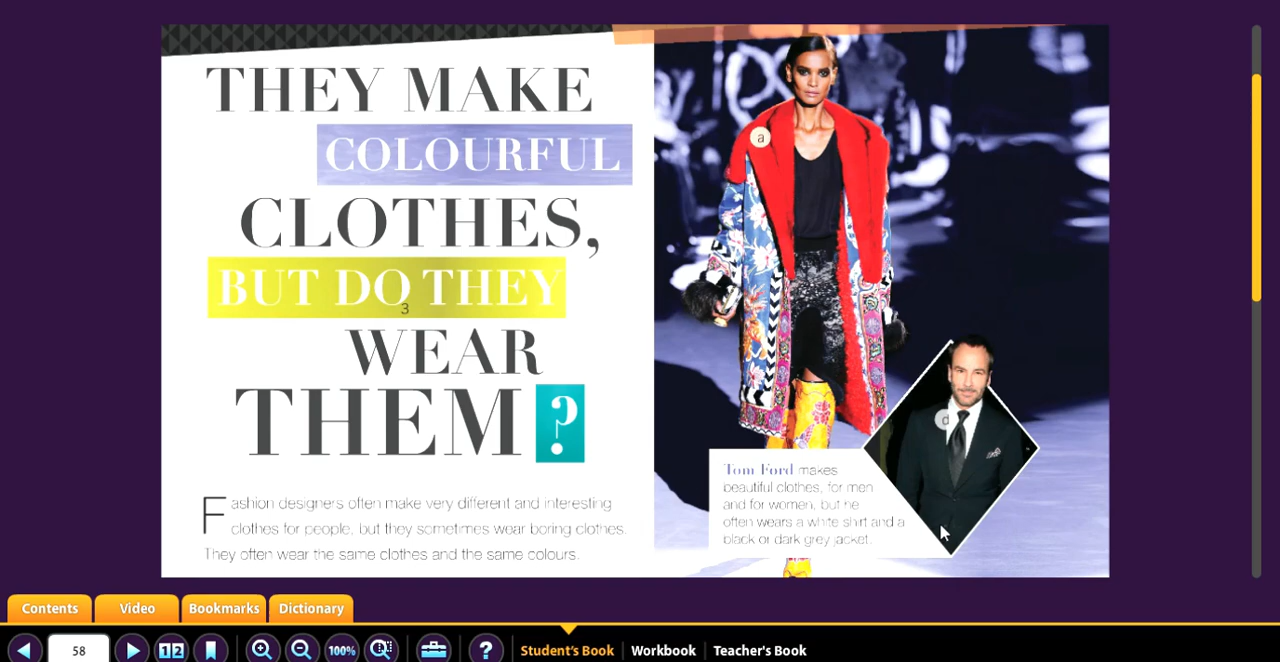 THEY MAKE
COLOURFUL
CLOTHES,
BUT DO THEY
3
WEAR
THEM ?
Fashion designers often make very different and interesting
clothes for people, but they sometimes wear boring clothes.
They often wear the same clothes and the same colours.
a
d
Tom Ford makes
beautiful clothes, for men
and for women, but he
often wears a white shirt and a
black or dark grey jacket.
Contents
Video
Bookmarks
Dictionary
58
12
100%
?
Student's Book
Workbook
Teacher's Book